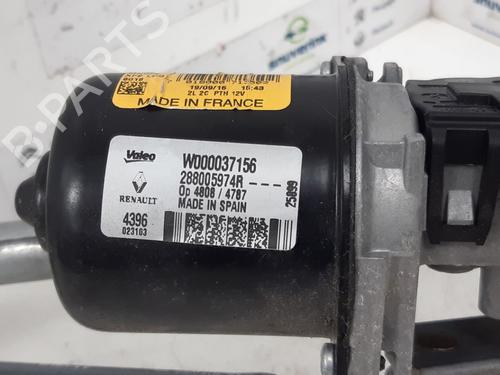 19/09/16 15:43
2L 2C PTH 12V
MADE IN FRANCE
Valeo
W000037156
288005974R----
Op 4808 / 4707
MADE IN SPAIN
25099
RENAULT
4396
023103
B-PARTS